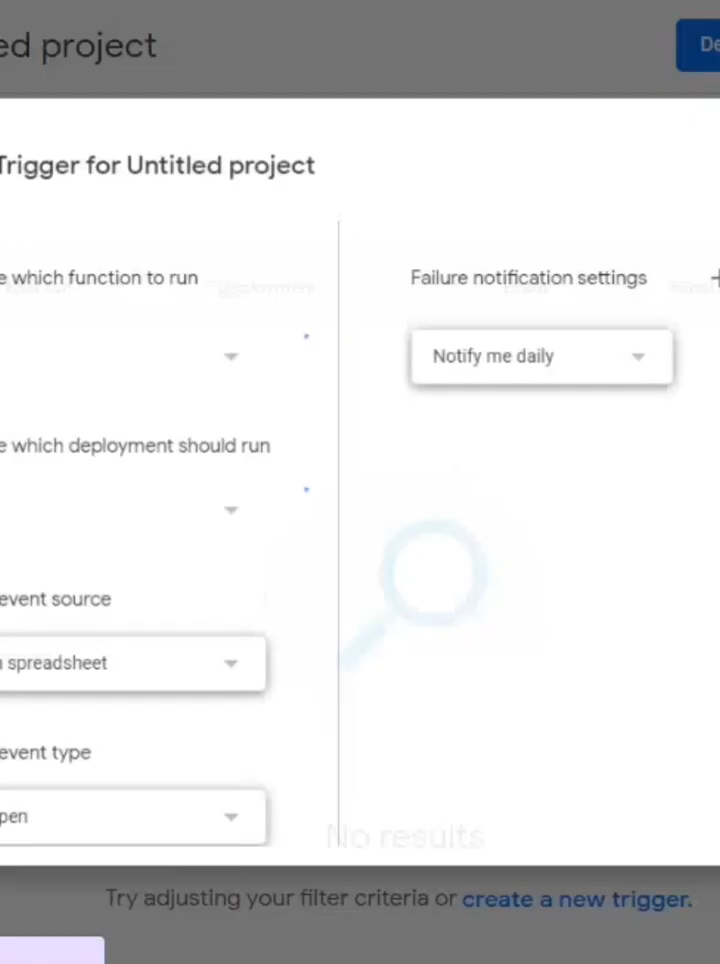 ed project
De
Trigger for Untitled project
e which function to run
Failure notification settings
Notify me daily
e which deployment should run
event source
spreadsheet
event type
pen
No results
Try adjusting your filter criteria or create a new trigger.